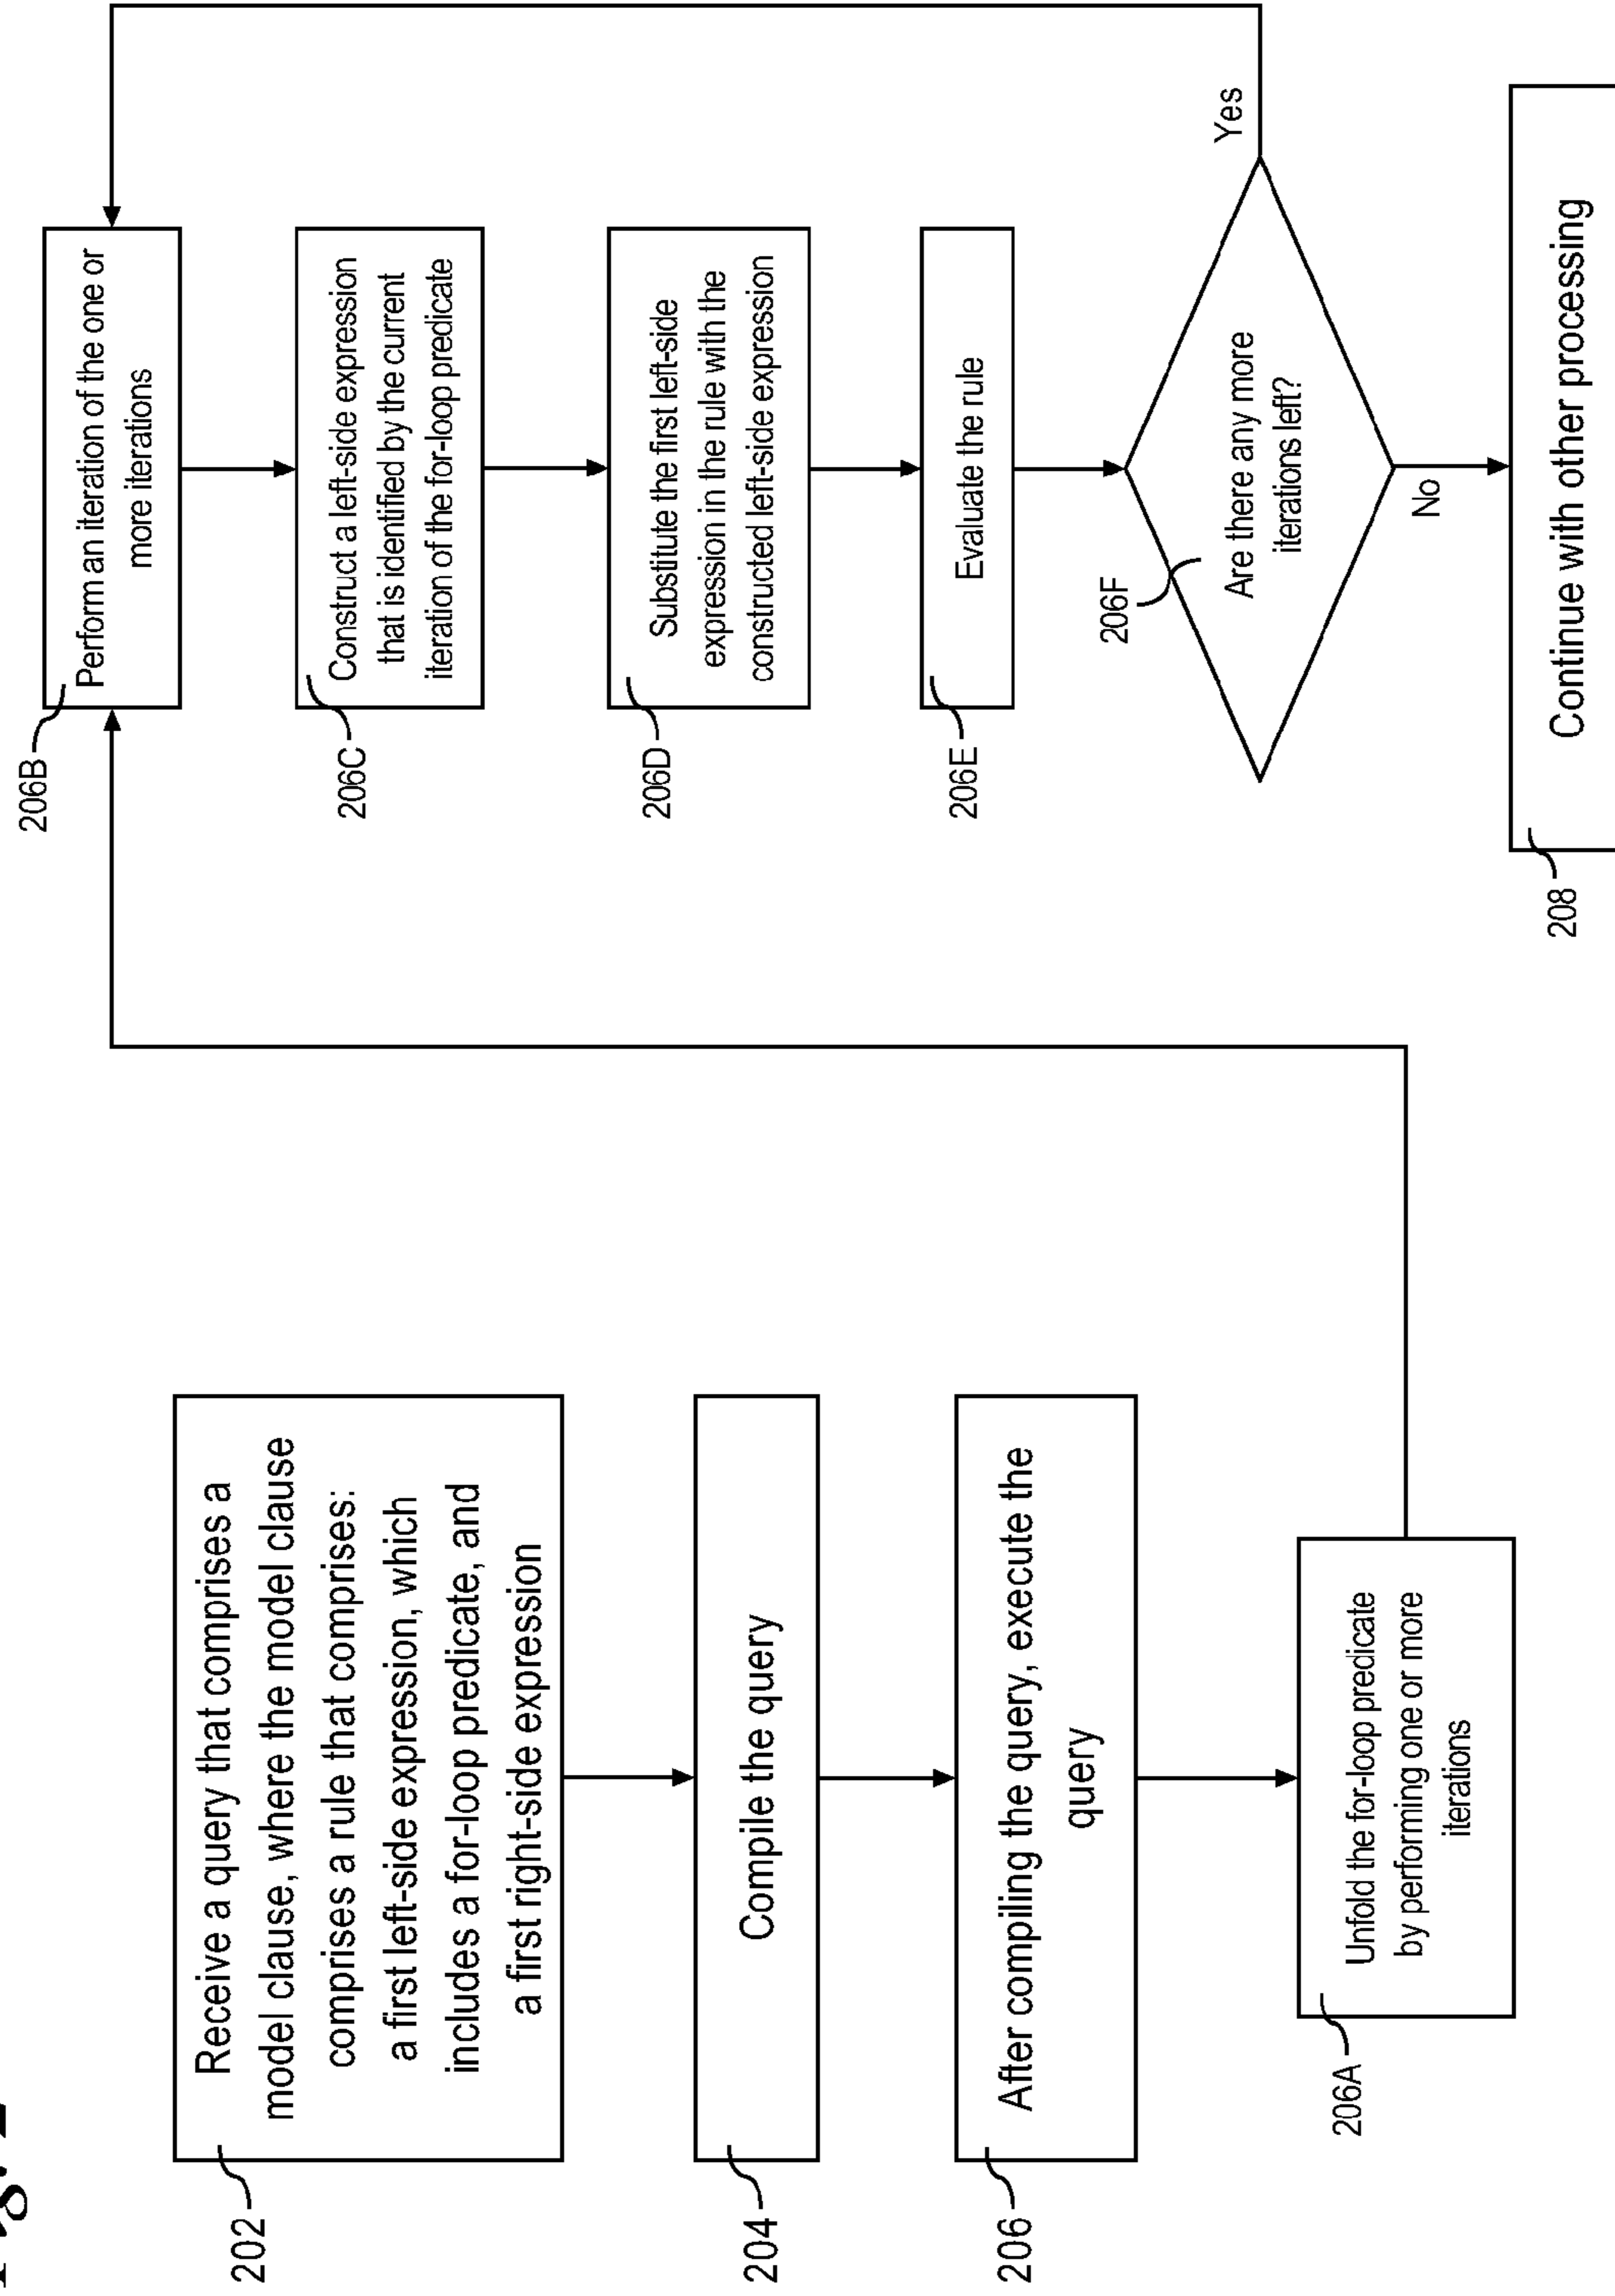 Fig. 2
202
Receive a query that comprises a
model clause, where the model clause
comprises a rule that comprises:
a first left-side expression, which
includes a for-loop predicate, and
a first right-side expression
204
Compile the query
206
After compiling the query, execute the
query
206A
Unfold the for-loop predicate
by performing one or more
iterations
206B
Perform an iteration of the one or
more iterations
206C
Construct a left-side expression
that is identified by the current
iteration of the for-loop predicate
206D
Substitute the first left-side
expression in the rule with the
constructed left-side expression
206E
Evaluate the rule
206F
Are there any more
iterations left?
Yes
No
208
Continue with other processing